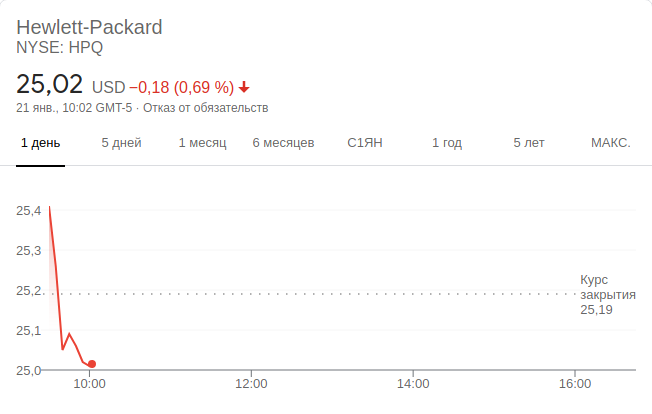 Hewlett-Packard
NYSE: HPQ
25,02 USD −0,18 (0,69 %)
21 янв., 10:02 GMT-5 · Отказ от обязательств
1 день 5 дней 1 месяц 6 месяцев С1ЯН 1 год 5 лет МАКС.
25,4
25,3
25,2
25,1
25,0
Курс
закрытия
25,19
10:00 12:00 14:00 16:00